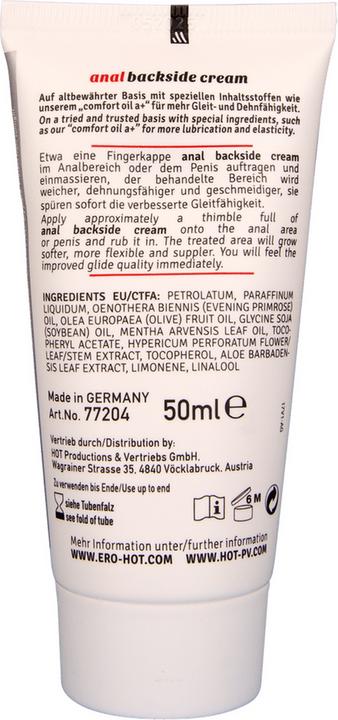 anal backside cream
Auf altbewährter Basis mit speziellen Inhaltsstoffen wie
unserem „comfort oil a+“ für mehr Gleit- und Dehnfähigkeit.
On a tried and trusted basis with special ingredients, such
as our “comfort oil a+” for more lubrication and elasticity.
Etwa eine Fingerkappe anal backside cream
im Analbereich oder dem Penis auftragen und
einmassieren, der behandelte Bereich wird
weicher, dehnungsfähiger und geschmeidiger, sie
spüren sofort die verbesserte Gleitfähigkeit.
Apply approximately a thimble full of
anal backside cream onto the anal area
or penis and rub it in. The treated area will grow
softer, more flexible and suppler. You will feel the
improved glide quality immediately.
INGREDIENTS EU/CTFA: PETROLATUM, PARAFFINUM
LIQUIDUM, OENOTHERA BIENNIS (EVENING PRIMROSE)
OIL, OLEA EUROPAEA (OLIVE) FRUIT OIL, GLYCINE SOJA
(SOYBEAN) OIL, MENTHA ARVENSIS LEAF OIL, TOCO-
PHERYL ACETATE, HYPERICUM PERFORATUM FLOWER/
LEAF/STEM EXTRACT, TOCOPHEROL, ALOE BARBADEN-
SIS LEAF EXTRACT, LIMONENE, LINALOOL
Made in GERMANY
Art.No. 77204 50ml e
Vertrieb durch/Distribution by:
HOT Productions & Vertriebs GmbH.
Wagrainer Strasse 35, 4840 Vöcklabruck. Austria
Zu verwenden bis Ende/Use up to end
siehe Tubenfalz
see fold of tube
6 M
Mehr Information unter/further information
WWW.ERO-HOT.COM WWW.HOT-PV.COM